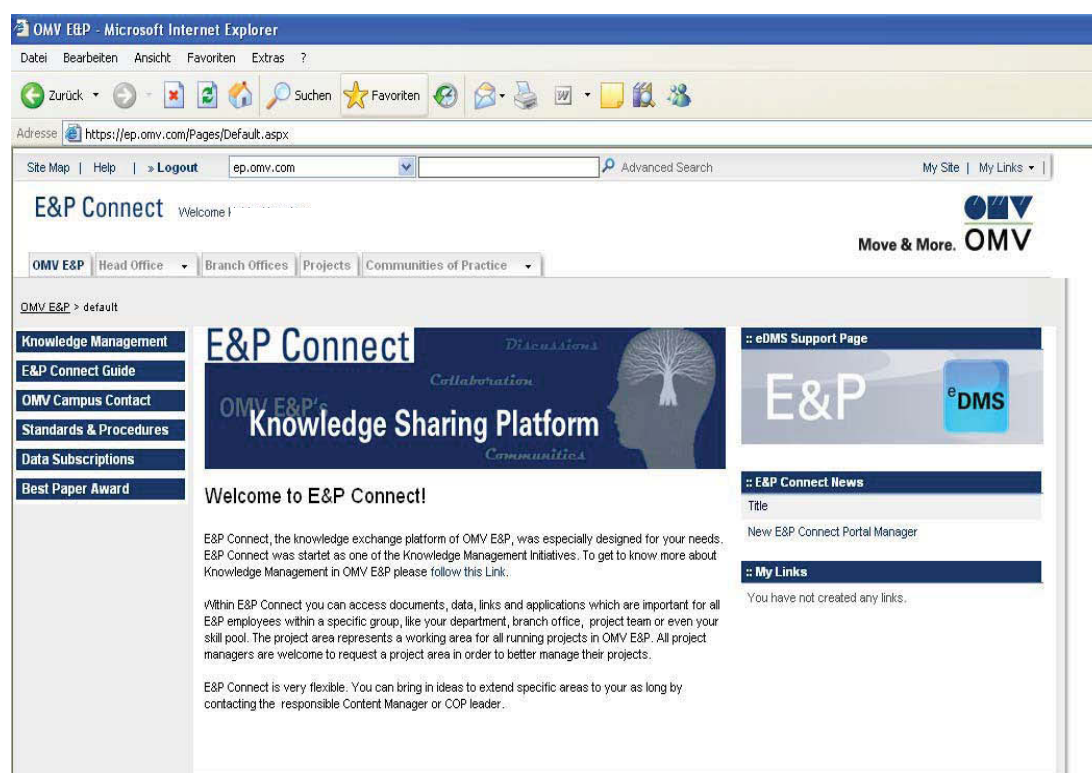 OMV E&P - Microsoft Internet Explorer
Datei Bearbeiten Ansicht Favoriten Extras ?
Zurück Suchen Favoriten
Adresse https://ep.omv.com/Pages/Default.aspx
Site Map | Help | » Logout ep.omv.com Advanced Search My Site | My Links |
E&P Connect Welcome
Move & More. OMV
OMV E&P Head Office Branch Offices Projects Communities of Practice
OMV E&P > default
Knowledge Management
E&P Connect Guide
OMV Campus Contact
Standards & Procedures
Data Subscriptions
Best Paper Award
E&P Connect
Discussions
Collaboration
OMV E&P's
Knowledge Sharing Platform
Communities
Welcome to E&P Connect!
E&P Connect, the knowledge exchange platform of OMV E&P, was especially designed for your needs.
E&P Connect was startet as one of the Knowledge Management Initiatives. To get to know more about
Knowledge Management in OMV E&P please follow this Link.
Within E&P Connect you can access documents, data, links and applications which are important for all
E&P employees within a specific group, like your department, branch office, project team or even your
skill pool. The project area represents a working area for all running projects in OMV E&P. All project
managers are welcome to request a project area in order to better manage their projects.
E&P Connect is very flexible. You can bring in ideas to extend specific areas to your as long by
contacting the responsible Content Manager or COP leader.
:: eDMS Support Page
E&P
eDMS
:: E&P Connect News
Title
New E&P Connect Portal Manager
:: My Links
You have not created any links.